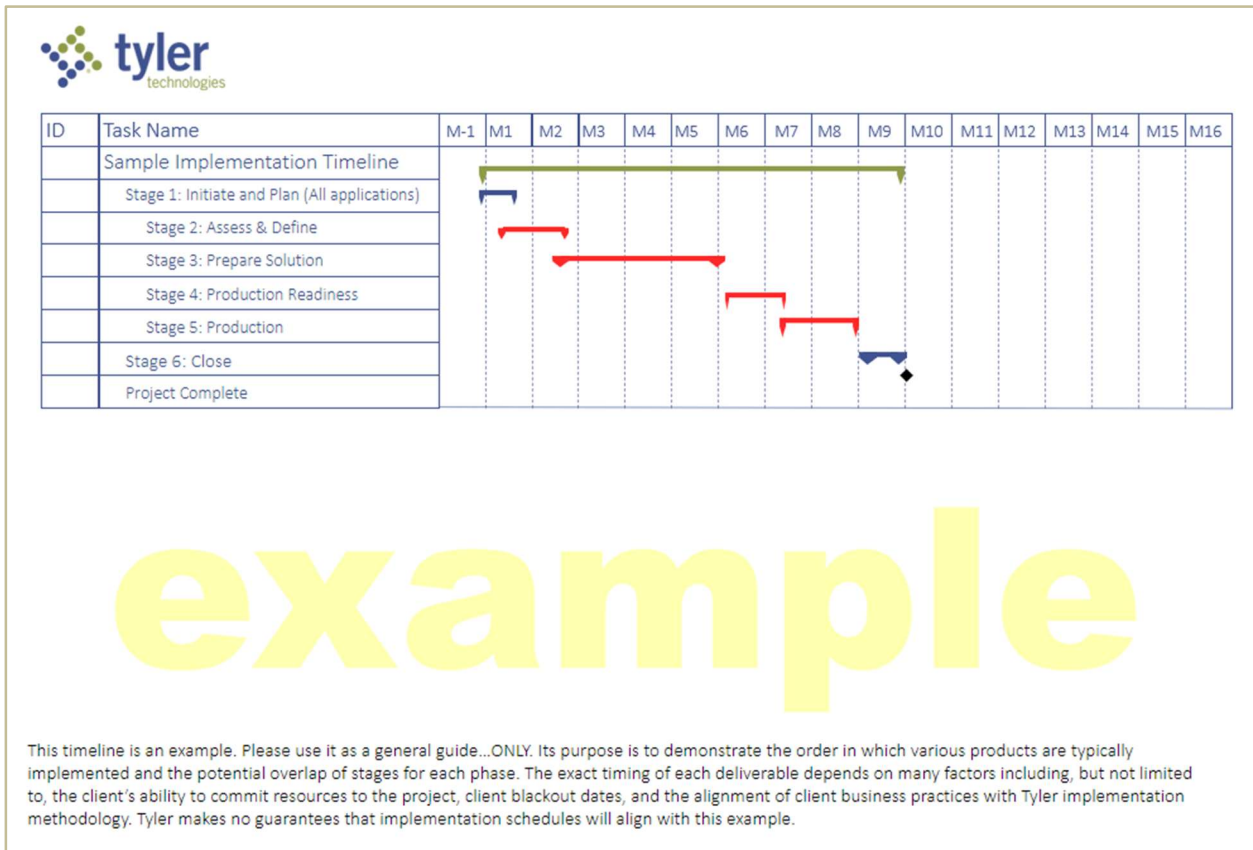 tyler
technologies
ID Task Name M-1 M1 M2 M3 M4 M5 M6 M7 M8 M9 M10 M11 M12 M13 M14 M15 M16
Sample Implementation Timeline
Stage 1: Initiate and Plan (All applications)
Stage 2: Assess & Define
Stage 3: Prepare Solution
Stage 4: Production Readiness
Stage 5: Production
Stage 6: Close
Project Complete
example
This timeline is an example. Please use it as a general guide...ONLY. Its purpose is to demonstrate the order in which various products are typically
implemented and the potential overlap of stages for each phase. The exact timing of each deliverable depends on many factors including, but not limited
to, the client's ability to commit resources to the project, client blackout dates, and the alignment of client business practices with Tyler implementation
methodology. Tyler makes no guarantees that implementation schedules will align with this example.